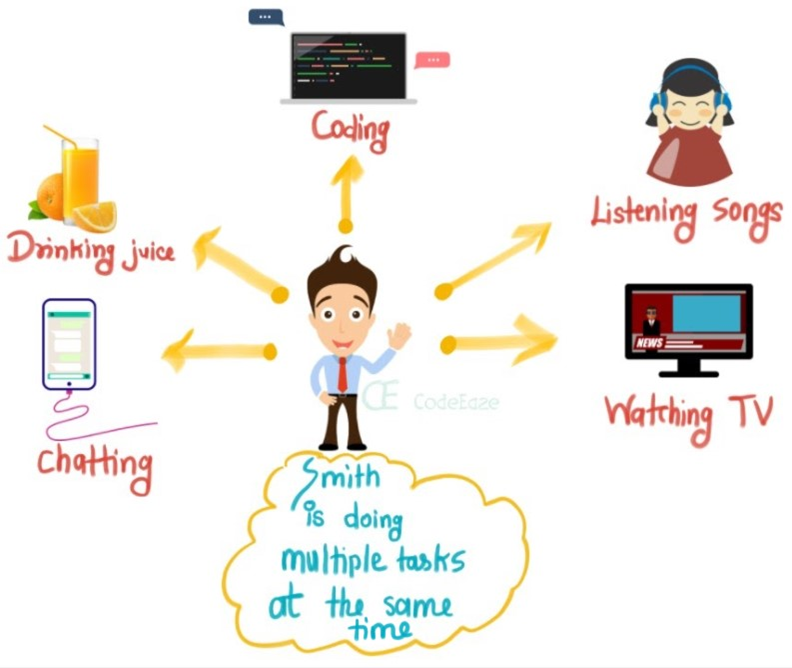 Coding
Listening Songs
Drinking juice
NEWS
Watching TV
Chatting
CE CodeEaze
Smith
is doing
multiple tasks
at the same
time